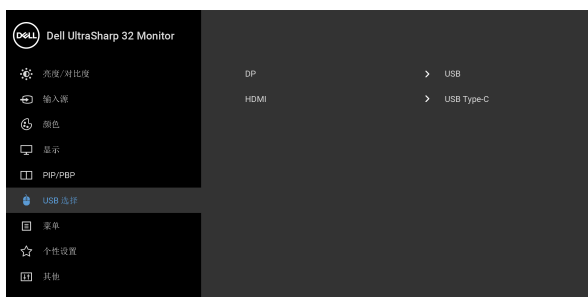 DELL Dell UltraSharp 32 Monitor
亮度/对比度
DP USB
输入源
HDMI USB Type-C
颜色
显示
PIP/PBP
USB 选择
菜单
个性设置
其他